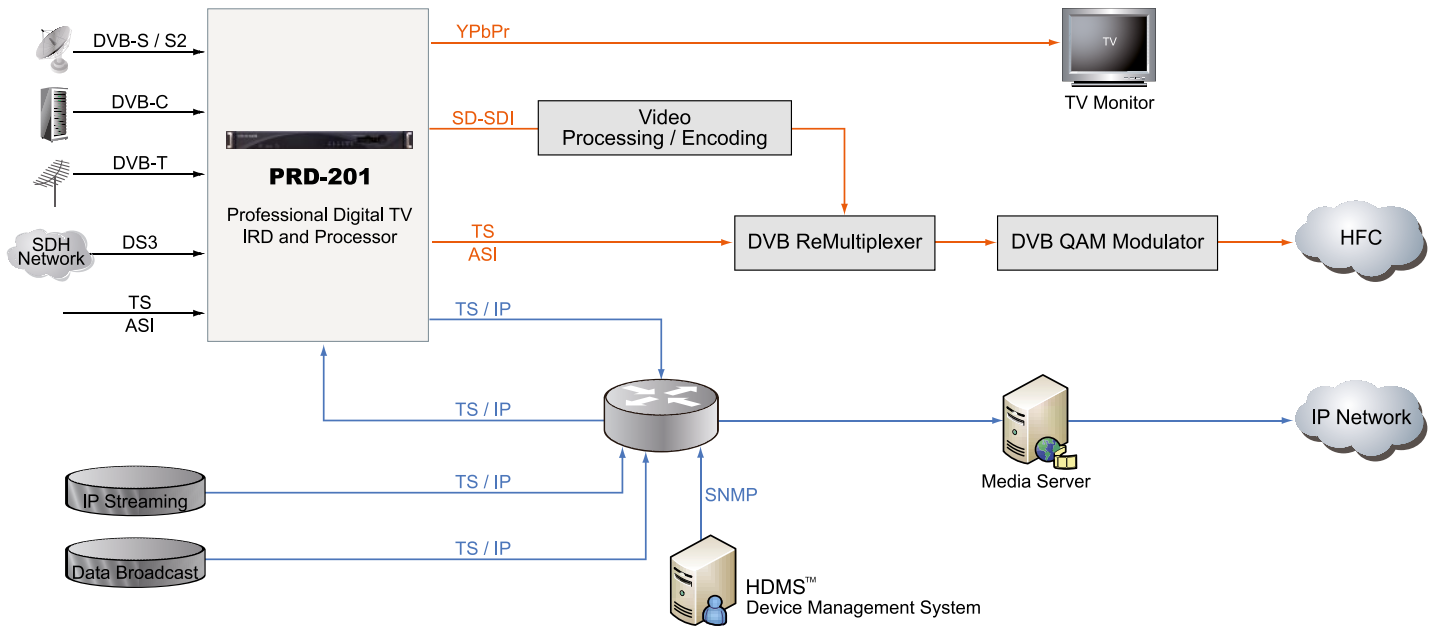 DVB-S / S2
DVB-C
DVB-T
SDH
Network
DS3
TS
ASI
PRD-201
Professional Digital TV
IRD and Processor
YPbPr
TV
TV Monitor
SD-SDI
Video
Processing / Encoding
TS
ASI
DVB ReMultiplexer
DVB QAM Modulator
HFC
TS / IP
TS / IP
Media Server
IP Network
IP Streaming
TS / IP
SNMP
Data Broadcast
TS / IP
HDMS™
Device Management System